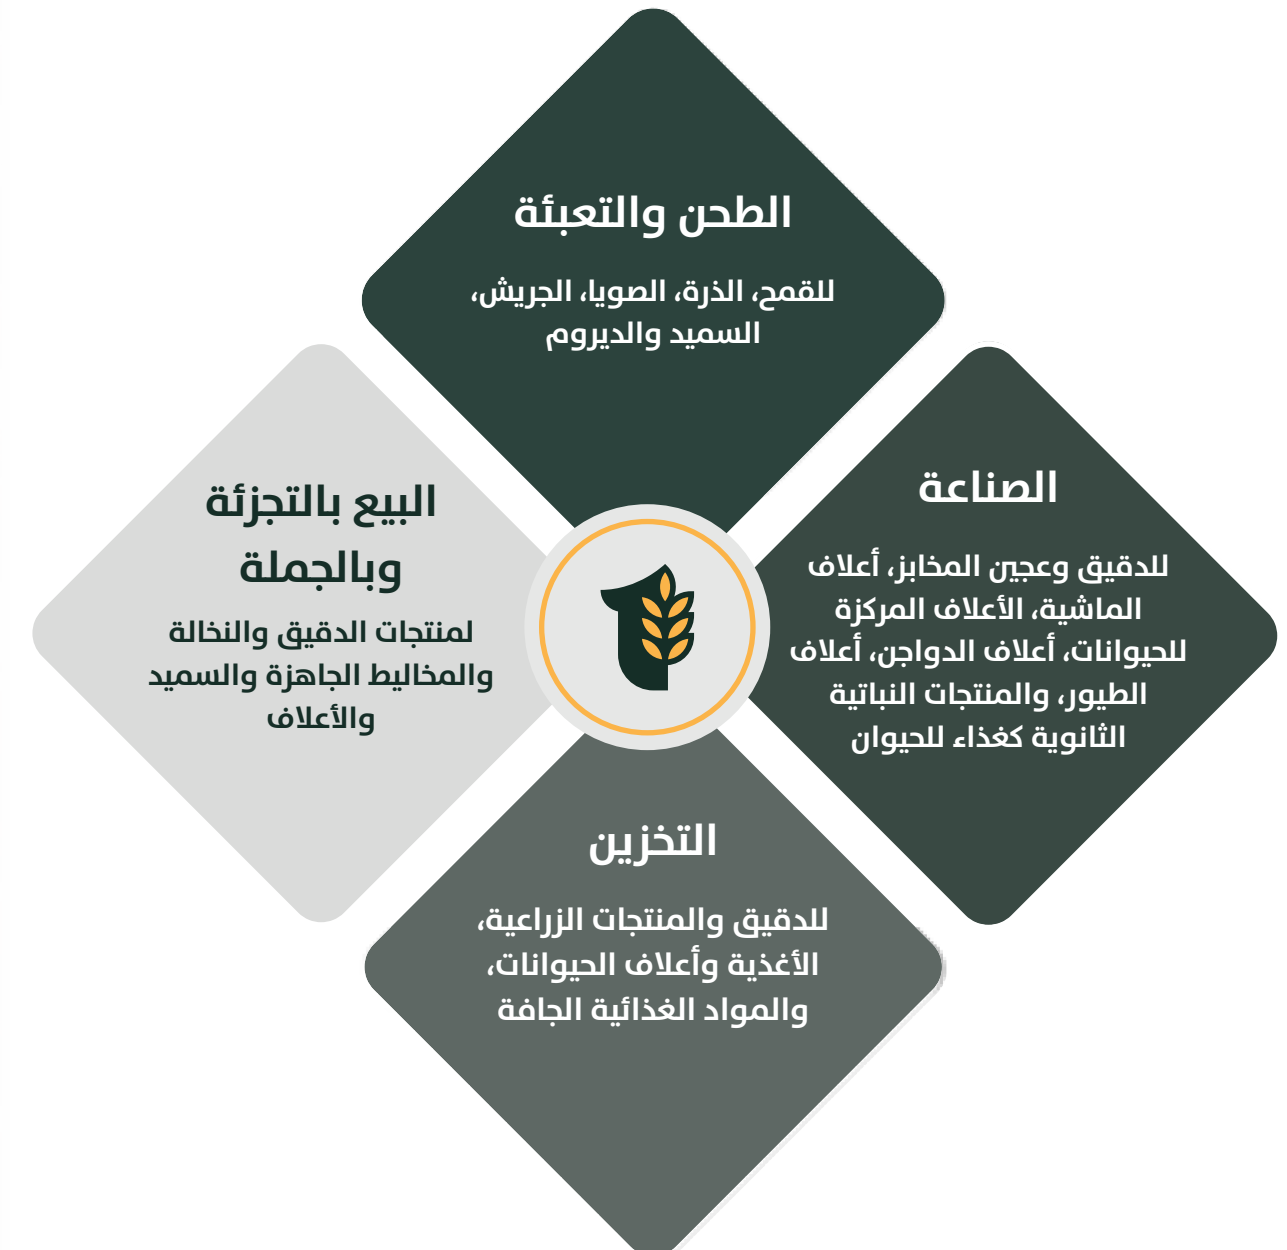 الطحن والتعبئة
للقمح، الذرة، الصويا، الجريش،
السميد والديروم
الصناعة
للدقيق وعجين المخابز، أعلاف
الماشية، الأعلاف المركزة
للحيوانات، أعلاف الدواجن، أعلاف
الطيور، والمنتجات النباتية
الثانوية كغذاء للحيوان
البيع بالتجزئة
وبالجملة
لمنتجات الدقيق والنخالة
والمخاليط الجاهزة والسميد
والأعلاف
التخزين
للدقيق والمنتجات الزراعية،
الأغذية وأعلاف الحيوانات،
والمواد الغذائية الجافة